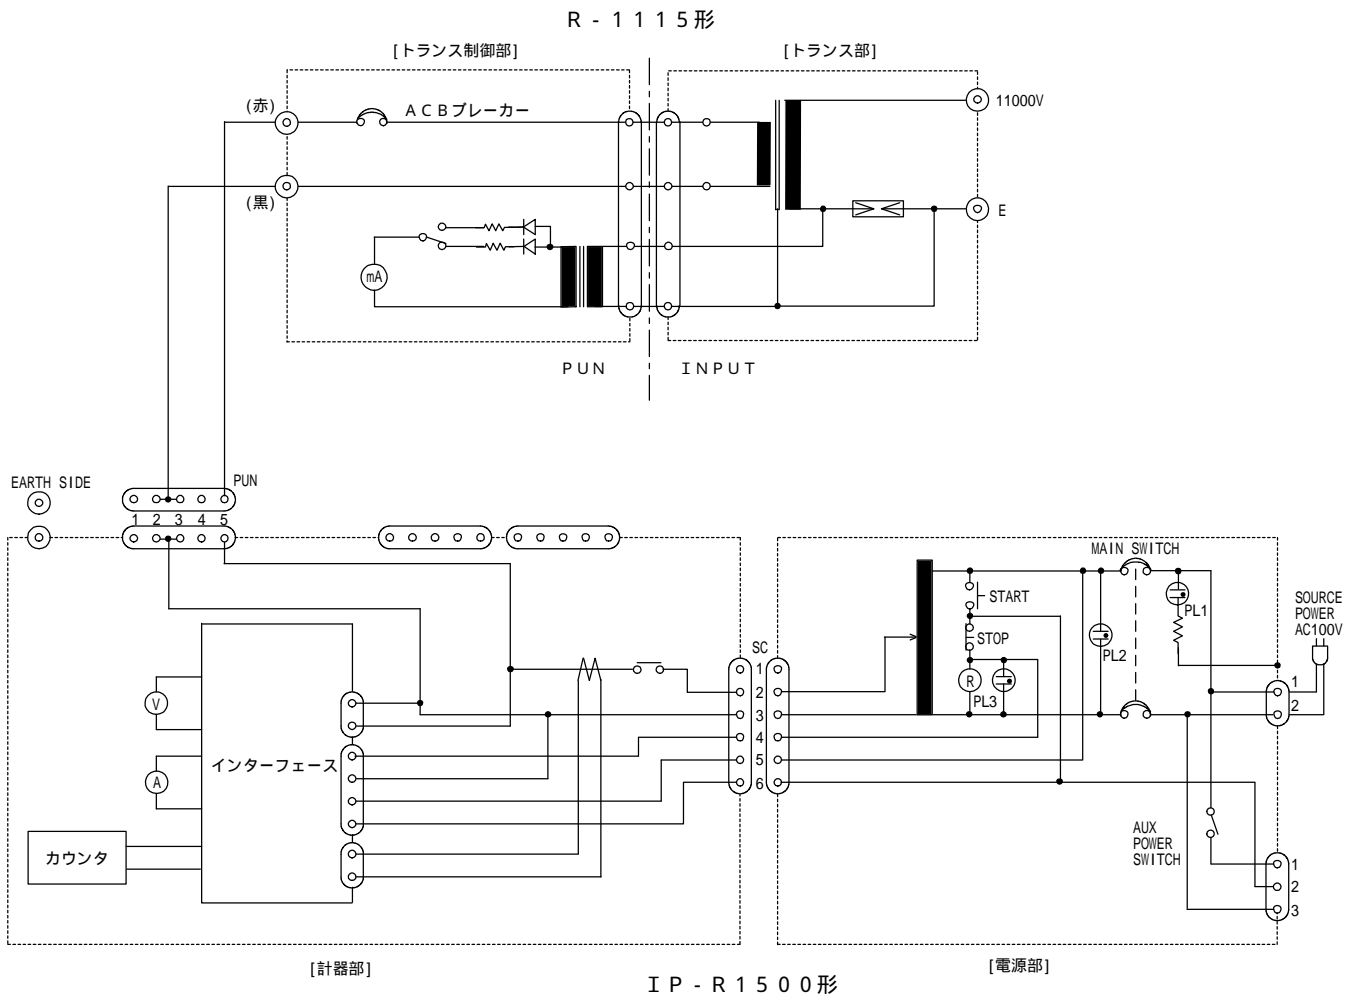 Ｒ-１１１５形
[トランス制御部]
[トランス部]
(赤)
ＡＣＢブレーカー
11000V
(黒)
E
mA
ＰＵＮ
ＩＮＰＵＴ
EARTH SIDE
PUN
1 2 3 4 5
MAIN SWITCH
START
PL1
SOURCE
POWER
AC100V
STOP
PL2
SC
R
PL3
1
2
3
4
5
6
1
2
V
インターフェース
A
カウンタ
AUX
POWER
SWITCH
1
2
3
[計器部]
[電源部]
ＩＰ-Ｒ１５００形